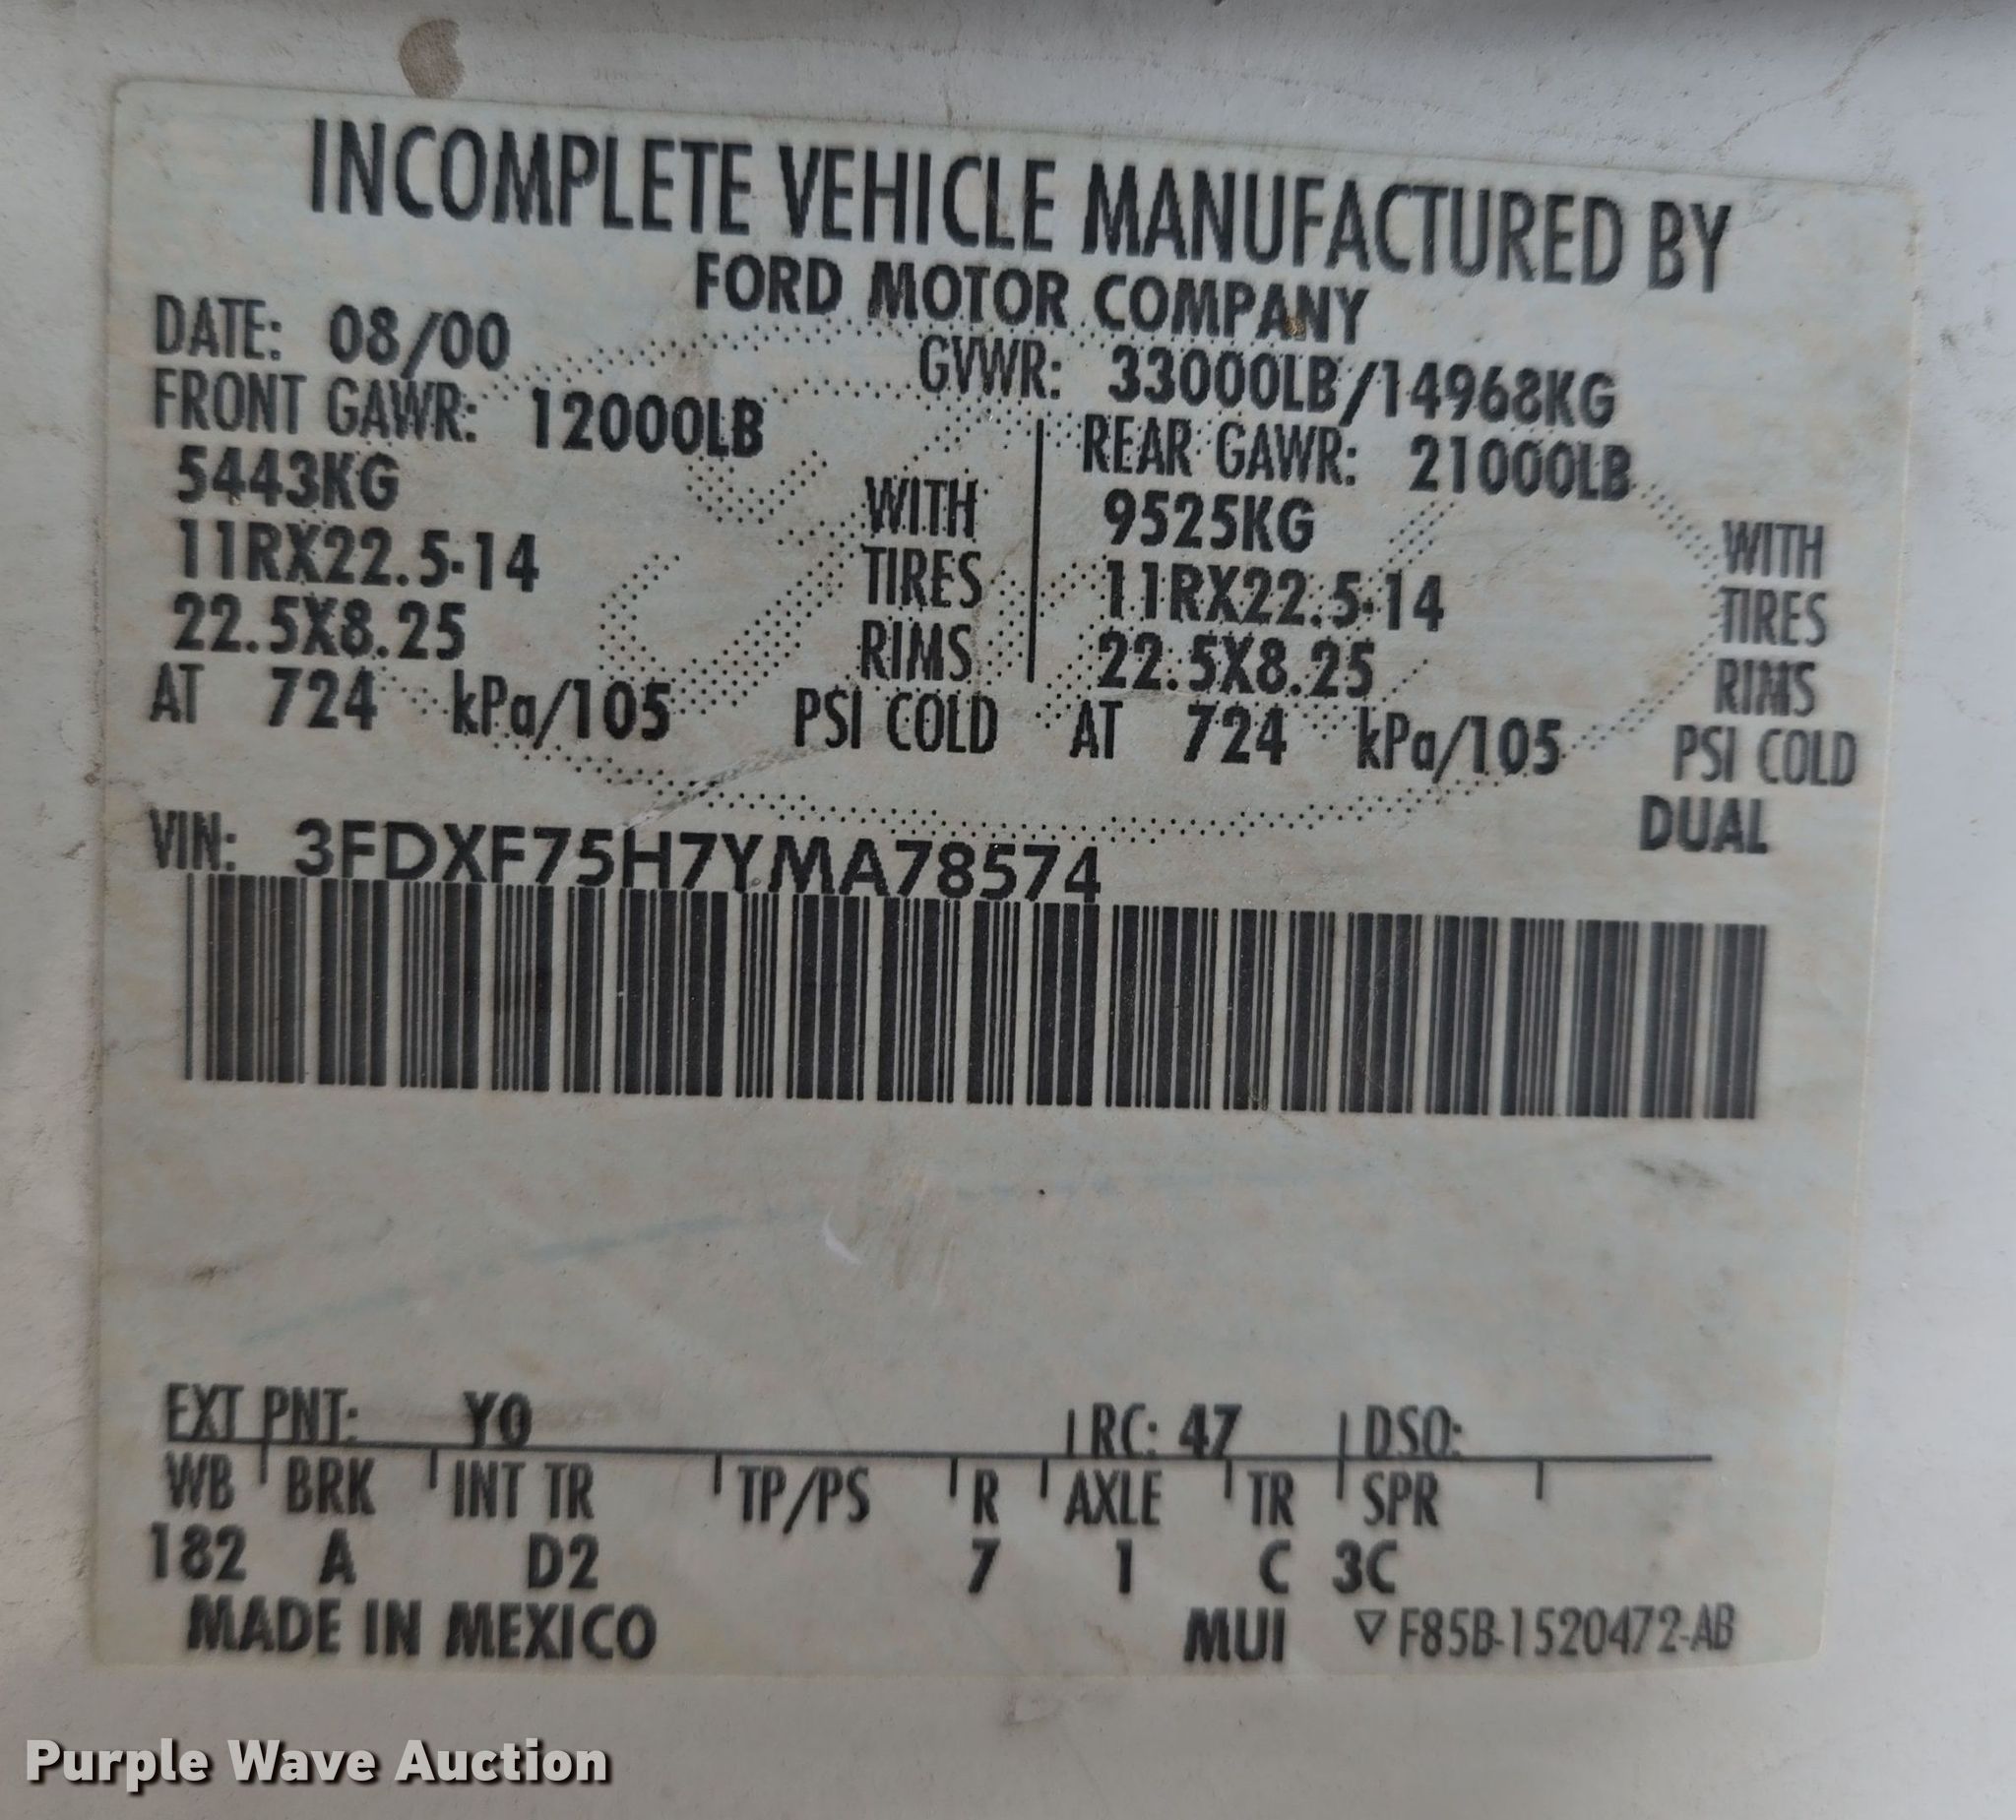 INCOMPLETE VEHICLE MANUFACTURED BY
FORD MOTOR COMPANY
DATE: 08/00 GVWR: 33000LB/14968KG
FRONT GAWR: 12000LB REAR GAWR: 21000LB
5443KG WITH 9525KG WITH
11RX22.5-14 TIRES 11RX22.5-14 TIRES
22.5X8.25 RIMS 22.5X8.25 RIMS
AT 724 kPa/105 PSI COLD AT 724 kPa/105 PSI COLD
DUAL
VIN: 3FDXF75H7YMA78574
EXT PNT: YO RC: 47 DSO:
WB BRK INT TR TP/PS R AXLE TR SPR
182 A D2 7 1 C 3C
MADE IN MEXICO MUI ▽ F85B-1520472-AB
Purple Wave Auction